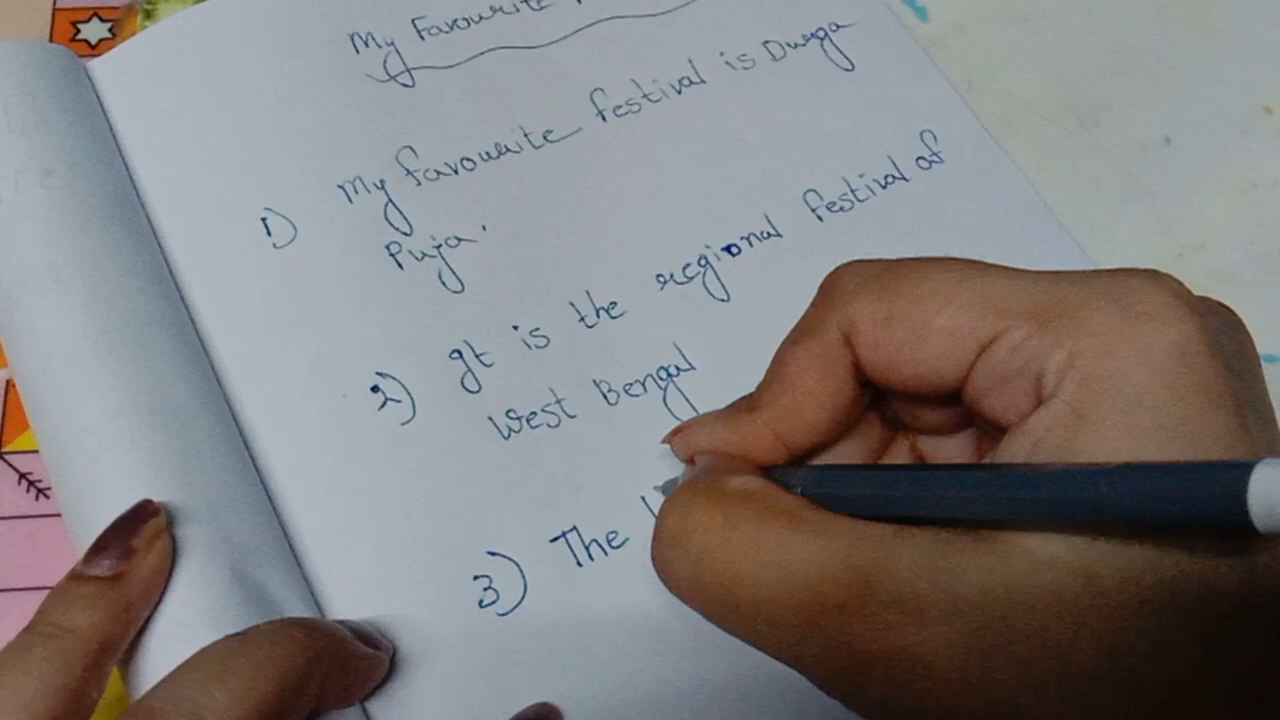 My Favourite
1) My favourite festival is Durga
Puja.
2) It is the regional festival of
West Bengal
3) The